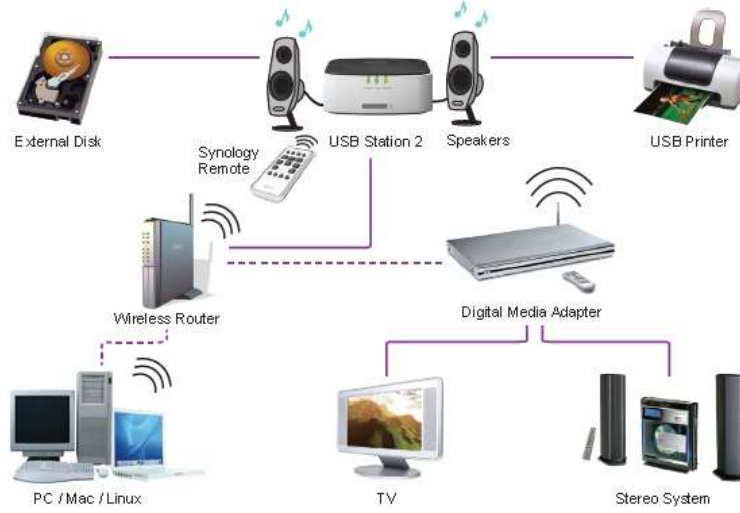 External Disk
USB Station 2
Speakers
USB Printer
Synology
Remote
Wireless Router
Digital Media Adapter
PC / Mac / Linux
TV
Stereo System